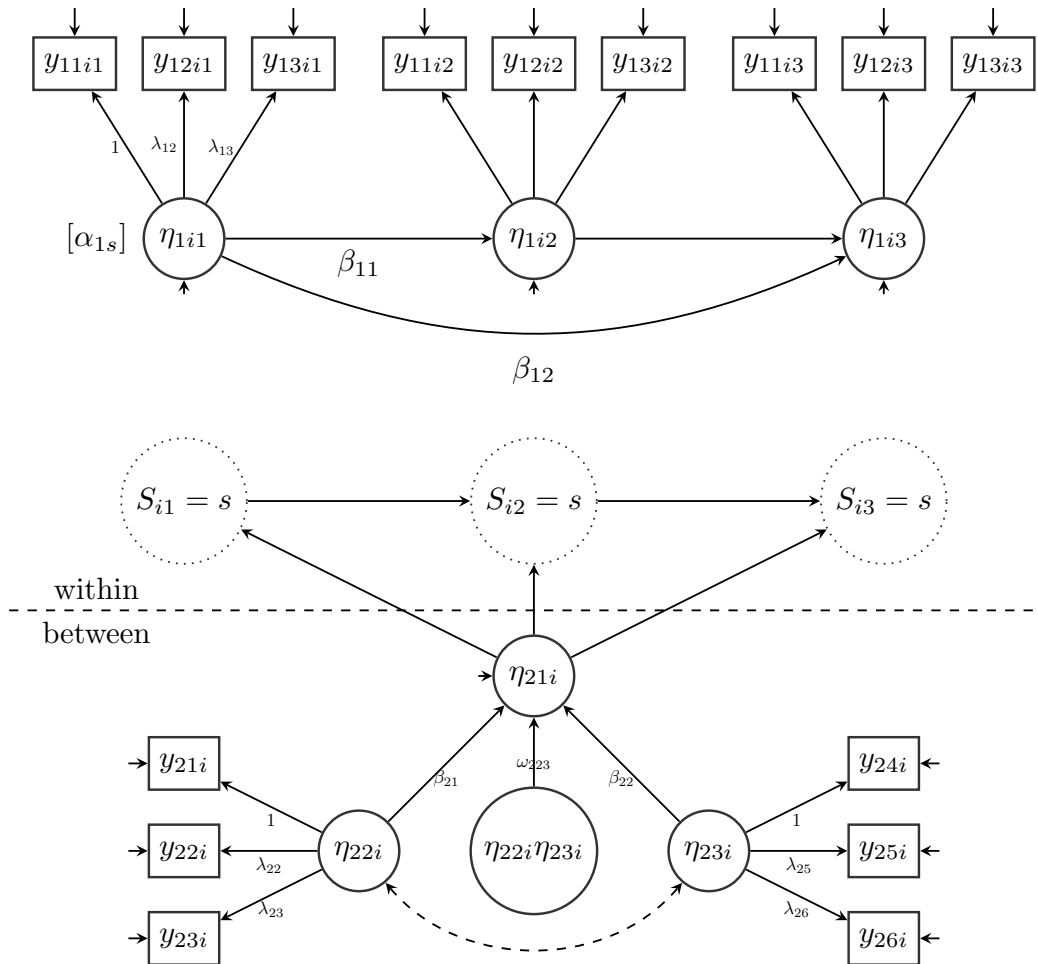 y₁₁ᵢ₁ y₁₂ᵢ₁ y₁₃ᵢ₁ y₁₁ᵢ₂ y₁₂ᵢ₂ y₁₃ᵢ₂ y₁₁ᵢ₃ y₁₂ᵢ₃ y₁₃ᵢ₃
1 λ₁₂ λ₁₃
[α₁ₛ] η₁ᵢ₁ η₁ᵢ₂ η₁ᵢ₃
β₁₁
β₁₂
Sᵢ₁ = s Sᵢ₂ = s Sᵢ₃ = s
within
between
η₂₁ᵢ
y₂₁ᵢ β₂₁ ω₂₂₃ β₂₂ y₂₄ᵢ
1 1
y₂₂ᵢ η₂₂ᵢ η₂₂ᵢη₂₃ᵢ η₂₃ᵢ y₂₅ᵢ
λ₂₂ λ₂₅
λ₂₃ λ₂₆
y₂₃ᵢ y₂₆ᵢ